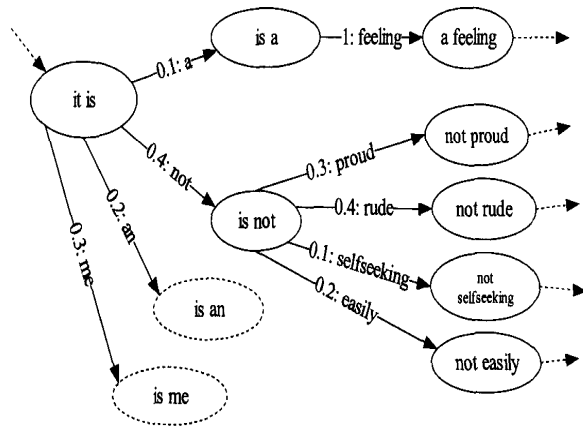 is a
1: feeling
a feeling
0.1: a
it is
not proud
0.3: proud
0.4: not
0.4: rude
not rude
is not
0.2: an
0.3: me
0.1: selfseeking
not
selfseeking
0.2: easily
is an
not easily
is me